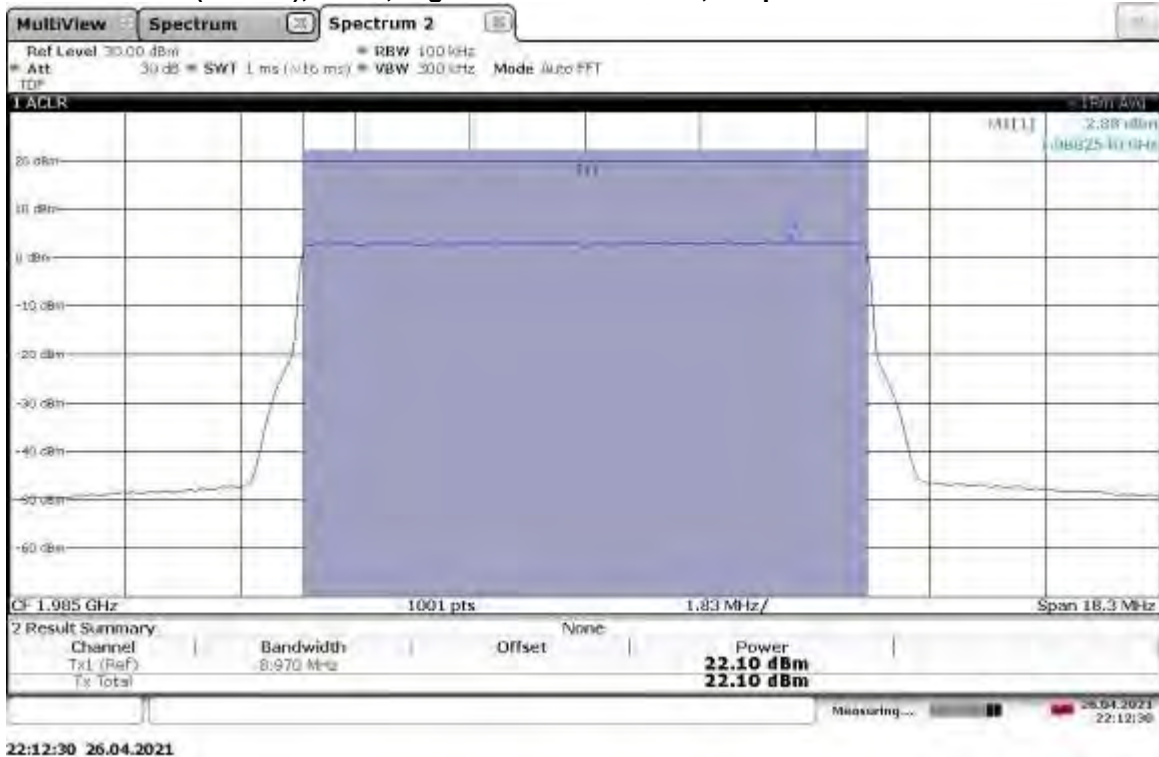 MultiView Spectrum Spectrum 2
Ref Level 30.00 dBm RBW 100 kHz
Att 30 dB SWT 1 ms (~16 ms) VBW 300 kHz Mode Auto FFT
TDF
1 ACLR 1Rm Avg
M1[1] 2.88 dBm
20 dBm
10 dBm
0 dBm
-10 dBm
-20 dBm
-30 dBm
-40 dBm
-50 dBm
-60 dBm
CF 1.985 GHz 1001 pts 1.83 MHz/ Span 18.3 MHz
2 Result Summary None
Channel Bandwidth Offset Power
Tx1 (Ref) 8.970 MHz 22.10 dBm
Tx Total 22.10 dBm
Measuring... 26.04.2021
22:12:30
22:12:30 26.04.2021